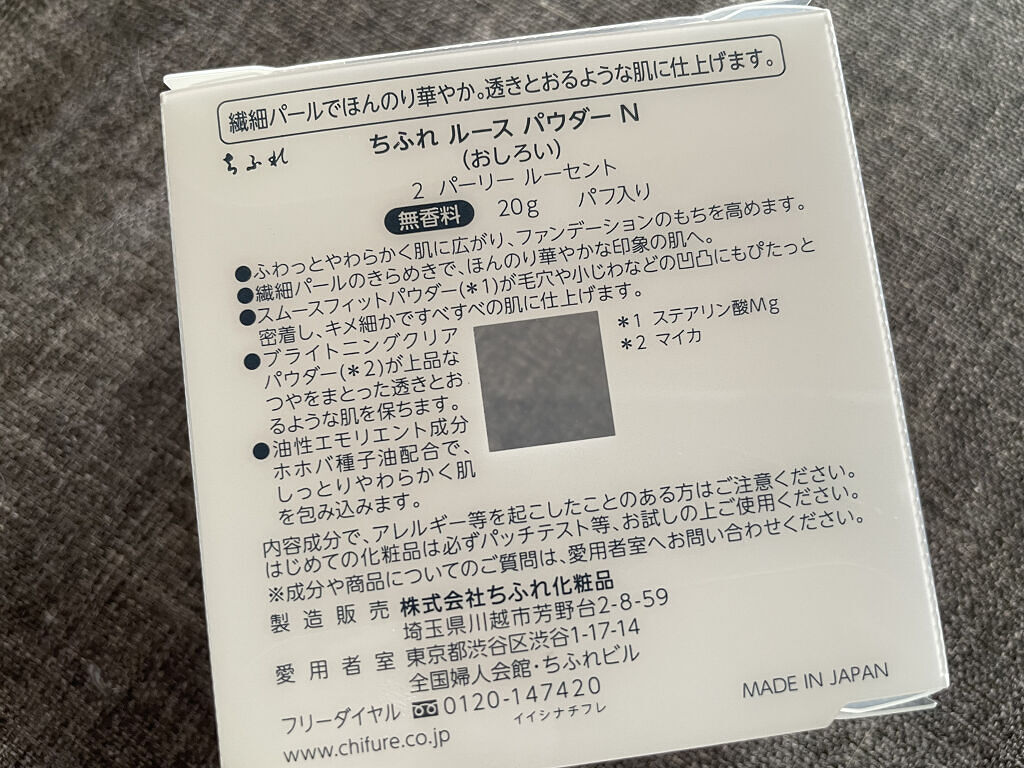 繊細パールでほんのり華やか。透きとおるような肌に仕上げます。
ちふれ
ちふれ ルース パウダー N
(おしろい)
2 パーリー ルーセント
無香料 20g パフ入り
●ふわっとやわらかく肌に広がり、ファンデーションのもちを高めます。
●繊細パールのきらめきで、ほんのり華やかな印象の肌へ。
●スムースフィットパウダー(＊1)が毛穴や小じわなどの凹凸にもぴたっと
密着し、キメ細かですべすべの肌に仕上げます。
●ブライトニングクリア
パウダー(＊2)が上品な
つやをまとった透きとお
るような肌を保ちます。
●油性エモリエント成分
ホホバ種子油配合で、
しっとりやわらかく肌
を包み込みます。
＊1 ステアリン酸Mg
＊2 マイカ
内容成分で、アレルギー等を起こしたことのある方はご注意ください。
はじめての化粧品は必ずパッチテスト等、お試しの上ご使用ください。
※成分や商品についてのご質問は、愛用者室へお問い合わせください。
製造販売 株式会社ちふれ化粧品
埼玉県川越市芳野台2-8-59
愛用者室 東京都渋谷区渋谷1-17-14
全国婦人会館・ちふれビル
フリーダイヤル 0120-147420
イイシナチフレ
www.chifure.co.jp
MADE IN JAPAN